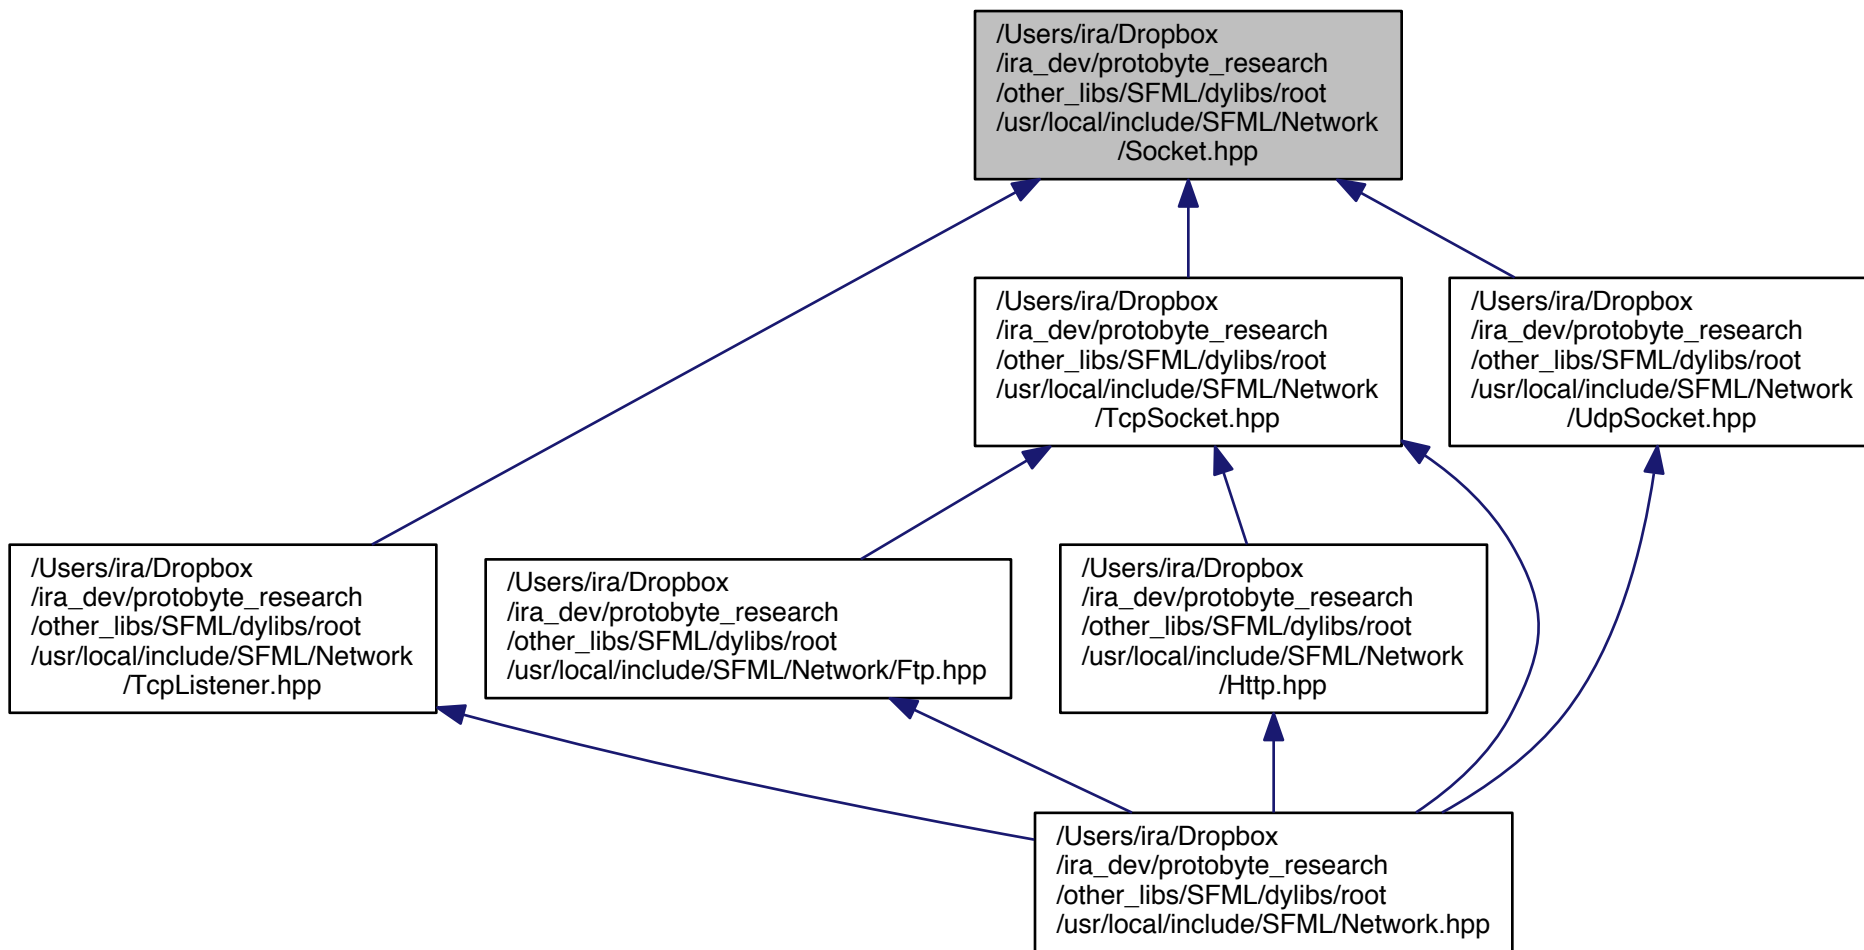 /Users/ira/Dropbox
/ira_dev/protobyte_research
/other_libs/SFML/dylibs/root
/usr/local/include/SFML/Network
/Socket.hpp
/Users/ira/Dropbox
/ira_dev/protobyte_research
/other_libs/SFML/dylibs/root
/usr/local/include/SFML/Network
/TcpSocket.hpp
/Users/ira/Dropbox
/ira_dev/protobyte_research
/other_libs/SFML/dylibs/root
/usr/local/include/SFML/Network
/UdpSocket.hpp
/Users/ira/Dropbox
/ira_dev/protobyte_research
/other_libs/SFML/dylibs/root
/usr/local/include/SFML/Network
/TcpListener.hpp
/Users/ira/Dropbox
/ira_dev/protobyte_research
/other_libs/SFML/dylibs/root
/usr/local/include/SFML/Network/Ftp.hpp
/Users/ira/Dropbox
/ira_dev/protobyte_research
/other_libs/SFML/dylibs/root
/usr/local/include/SFML/Network
/Http.hpp
/Users/ira/Dropbox
/ira_dev/protobyte_research
/other_libs/SFML/dylibs/root
/usr/local/include/SFML/Network.hpp